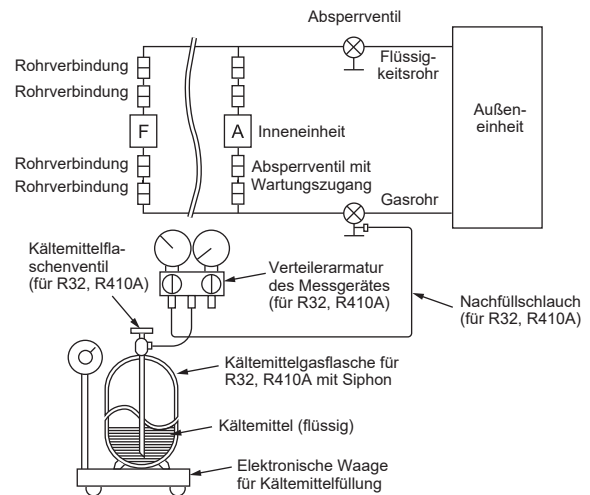 Absperrventil
Rohrverbindung
Rohrverbindung
Flüssig-
keitsrohr
Außen-
einheit
F
A
Inneneinheit
Rohrverbindung
Rohrverbindung
Absperrventil mit
Wartungszugang
Gasrohr
Kältemittelfla-
schenventil
(für R32, R410A)
Verteilerarmatur
des Messgerätes
(für R32, R410A)
Nachfüllschlauch
(für R32, R410A)
Kältemittelgasflasche für
R32, R410A mit Siphon
Kältemittel (flüssig)
Elektronische Waage
für Kältemittelfüllung